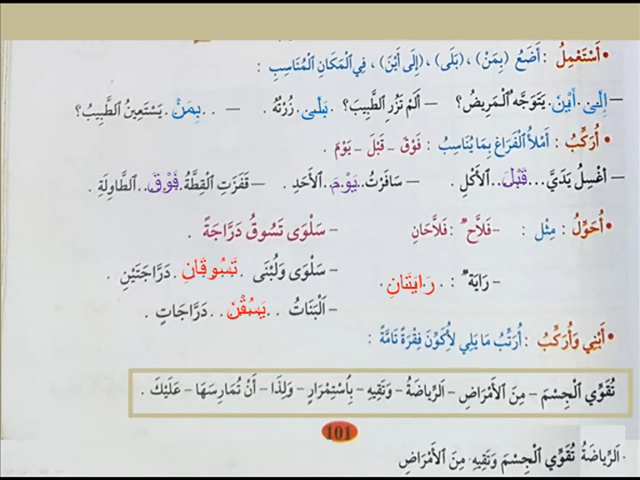 • أَسْتَعْمِلُ : أَضَعُ (بِمَنْ) ، (بَلَى) ، (إِلَى أَيْنَ) ، فِي الْمَكَانِ الْمُنَاسِبِ :
– إِلَى أَيْنَ يَتَوَجَّهُ الْمَرِيضُ؟ – أَلَمْ تَزُرِ الطَّبِيبَ؟ .بَلَى. زُرْتُهُ . – ..بِمَنْ. يَسْتَعِينُ الطَّبِيبُ؟
• أُرَكِّبُ : أَمْلَأُ الْفَرَاغَ بِمَا يُنَاسِبُ : فَوْقَ - قَبْلَ - يَوْمَ .
– أَغْسِلُ يَدَيَّ...قَبْلَ..الْأَكْلِ . – سَافَرْتُ..يَوْمَ..الْأَحَدِ . – قَفَزَتِ الْقِطَّةُ.فَوْقَ..الطَّاوِلَةِ .
• أُحَوِّلُ : مِثْل : - فَلَّاحٌ : فَلَّاحَانِ – سَلْوَى تَسُوقُ دَرَّاجَةً
– رَايَةٌ : . رَايَتَانِ . – سَلْوَى وَلُبْنَى .تَسُوقَانِ. دَرَّاجَتَيْنِ .
– الْبَنَاتُ ..يَسُقْنَ.. دَرَّاجَاتٍ .
• أَبْنِي وَأُرَكِّبُ : أُرَتِّبُ مَا يَلِي لِأُكَوِّنَ فِقْرَةً تَامَّةً :
تُقَوِّي الْجِسْمَ – مِنَ الْأَمْرَاضِ – الرِّيَاضَةُ – وَتَقِيهِ – بِاسْتِمْرَارٍ – وَلِذَا – أَنْ تُمَارِسَهَا – عَلَيْكَ .
101
- الرِّيَاضَةُ تُقَوِّي الْجِسْمَ وَتَقِيهِ مِنَ الْأَمْرَاضِ